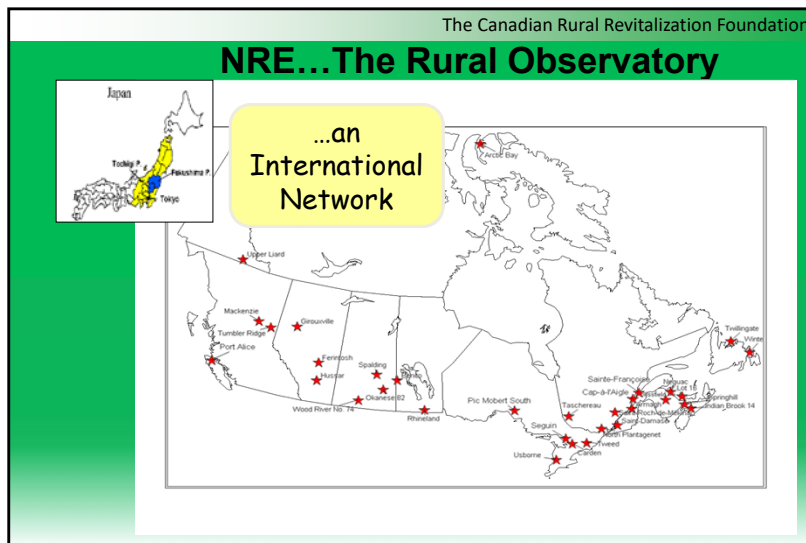 The Canadian Rural Revitalization Foundation
NRE…The Rural Observatory
Japan
Tochigi P.
Fukushima P.
Tokyo
…an
International
Network
Arctic Bay
Upper Liard
Mackenzie
Tumbler Ridge
Girouxville
Port Alice
Ferintosh
Hussar
Spalding
Benito
Okanese 82
Wood River No. 74
Rhineland
Pic Mobert South
Taschereau
Seguin
Usborne
Carden
Tweed
North Plantagenet
Saint-Damase
Sainte-Françoise
Cap-à-l'Aigle
Neguac
Lot 16
Springhill
Indian Brook 14
Twillingate
Winte